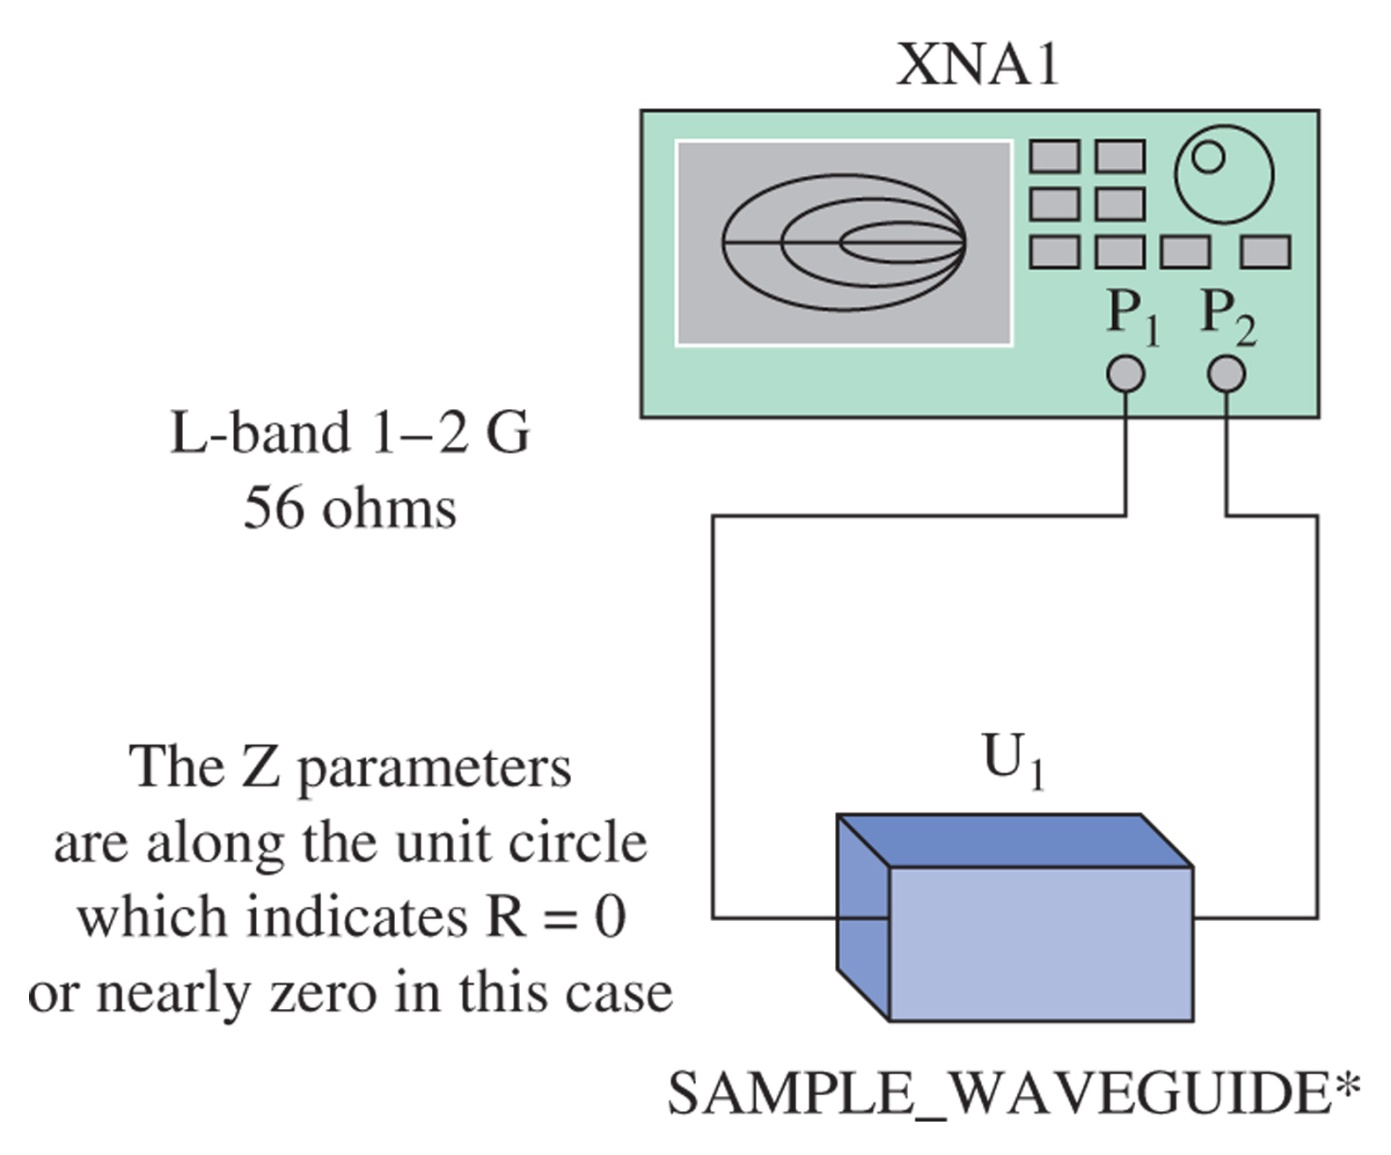 XNA1
P₁ P₂
L-band 1–2 G
56 ohms
The Z parameters
are along the unit circle
which indicates R = 0
or nearly zero in this case
U₁
SAMPLE_WAVEGUIDE*